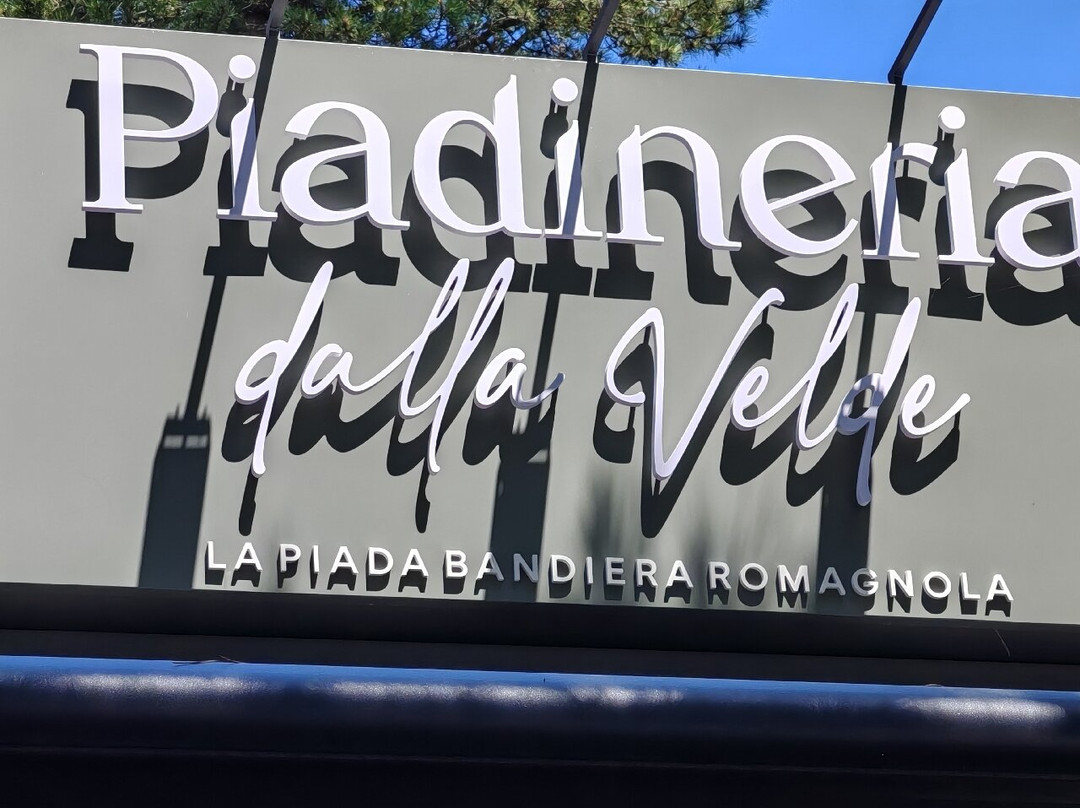 Piadineria
dalla Velde
LA PIADA BANDIERA ROMAGNOLA